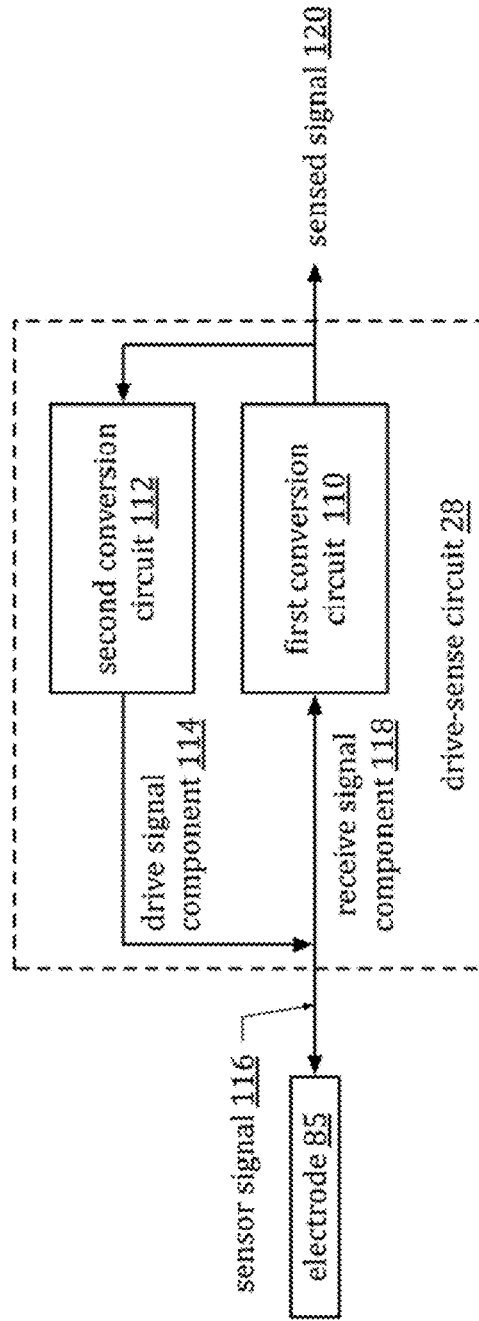 second conversion
circuit 112
drive signal
component 114
first conversion
circuit 110
receive signal
component 118
sensor signal 116
electrode 85
sensed signal 120
drive-sense circuit 28